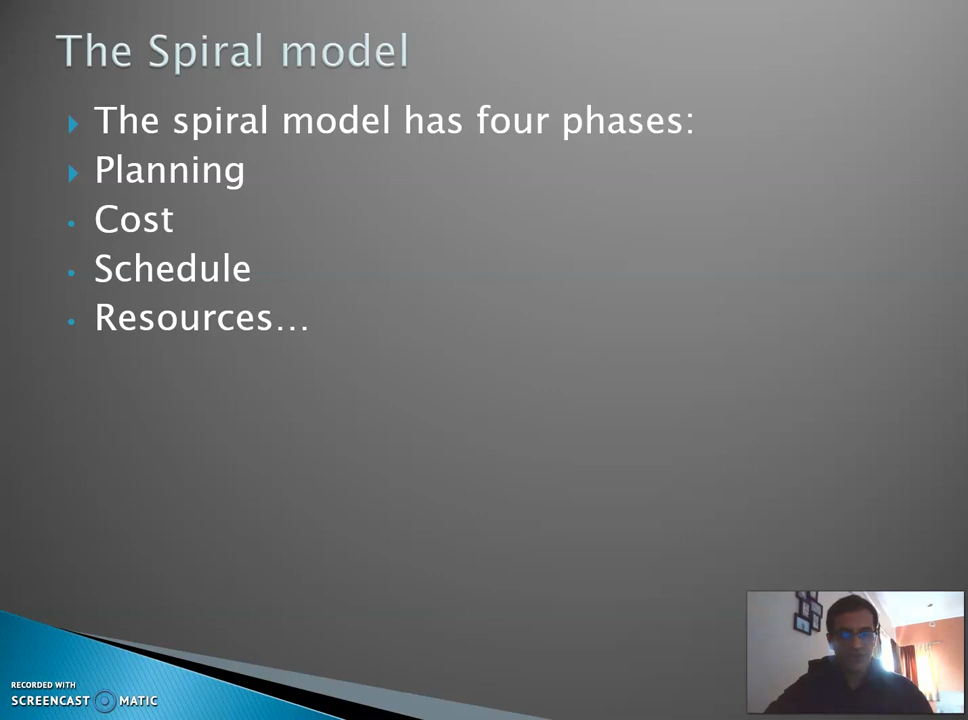 The Spiral model
The spiral model has four phases:
Planning
Cost
Schedule
Resources…
RECORDED WITH
SCREENCAST MATIC